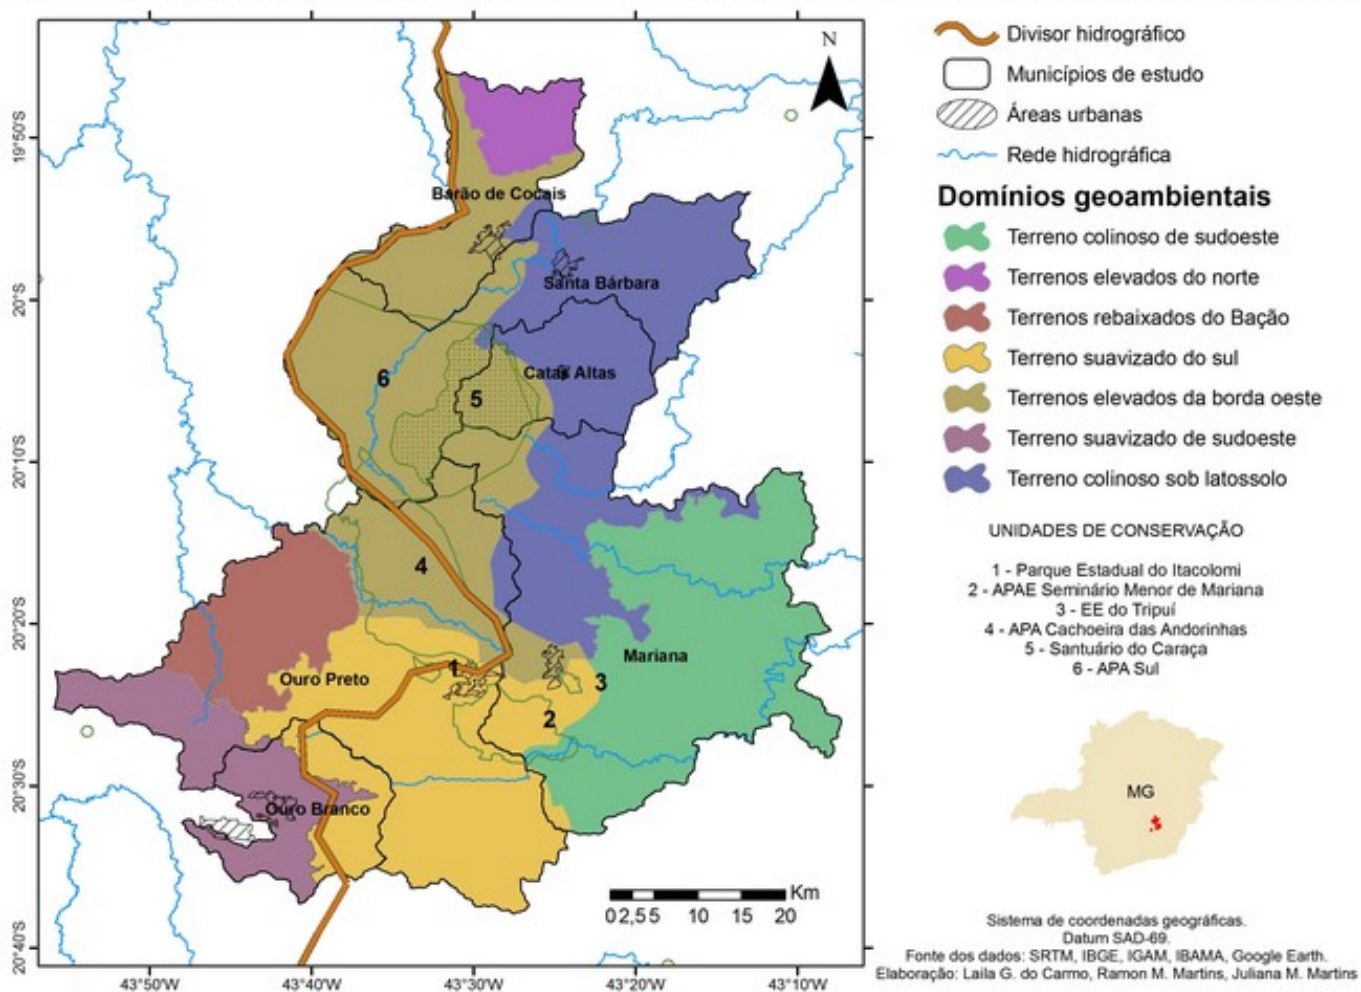 N
19°50'S
20°S
20°10'S
20°20'S
20°30'S
20°40'S
43°50'W
43°40'W
43°30'W
43°20'W
43°10'W
Barão de Cocais
Santa Bárbara
Catas Altas
6
5
4
Mariana
1
3
Ouro Preto
2
Ouro Branco
Km
0 2,5 5 10 15 20
Divisor hidrográfico
Municípios de estudo
Áreas urbanas
Rede hidrográfica
Domínios geoambientais
Terreno colinoso de sudoeste
Terrenos elevados do norte
Terrenos rebaixados do Bação
Terreno suavizado do sul
Terrenos elevados da borda oeste
Terreno suavizado de sudoeste
Terreno colinoso sob latossolo
UNIDADES DE CONSERVAÇÃO
1 - Parque Estadual do Itacolomi
2 - APAE Seminário Menor de Mariana
3 - EE do Tripuí
4 - APA Cachoeira das Andorinhas
5 - Santuário do Caraça
6 - APA Sul
MG
Sistema de coordenadas geográficas.
Datum SAD-69.
Fonte dos dados: SRTM, IBGE, IGAM, IBAMA, Google Earth.
Elaboração: Laila G. do Carmo, Ramon M. Martins, Juliana M. Martins